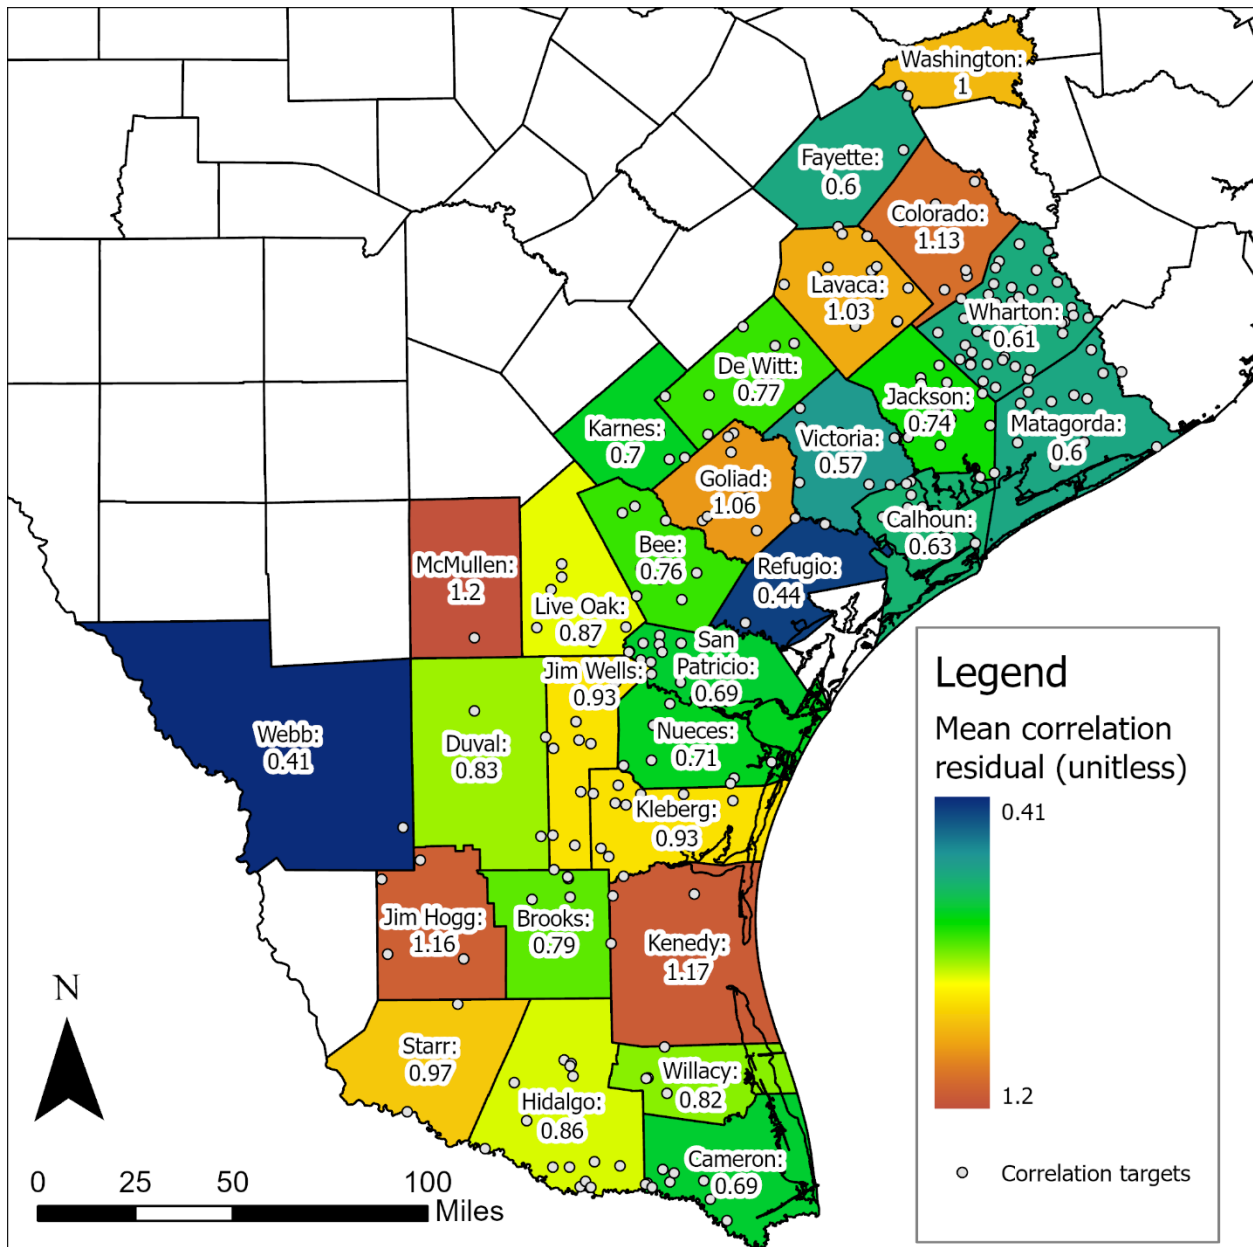 Washington:
1
Fayette:
0.6
Colorado:
1.13
Lavaca:
1.03
Wharton:
0.61
De Witt:
0.77
Jackson:
0.74
Matagorda:
0.6
Karnes:
0.7
Victoria:
0.57
Goliad:
1.06
Calhoun:
0.63
Bee:
0.76
Refugio:
0.44
McMullen:
1.2
Live Oak:
0.87
San
Patricio:
0.69
Jim Wells:
0.93
Webb:
0.41
Duval:
0.83
Nueces:
0.71
Kleberg:
0.93
Jim Hogg:
1.16
Brooks:
0.79
Kenedy:
1.17
Starr:
0.97
Hidalgo:
0.86
Willacy:
0.82
Cameron:
0.69
N
0 25 50 100
Miles
Legend
Mean correlation
residual (unitless)
0.41
1.2
Correlation targets